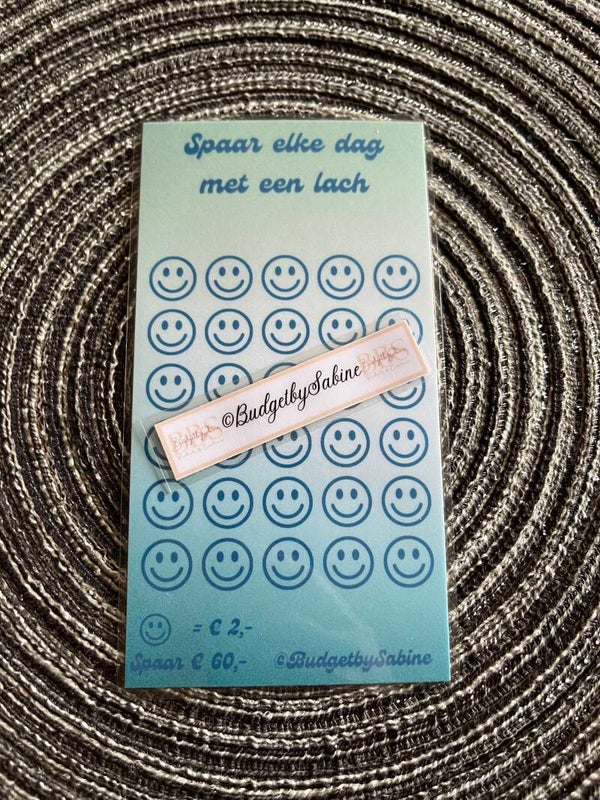 Spaar elke dag
met een lach
©BudgetbySabine
= € 2,-
Spaar € 60,-
©BudgetbySabine